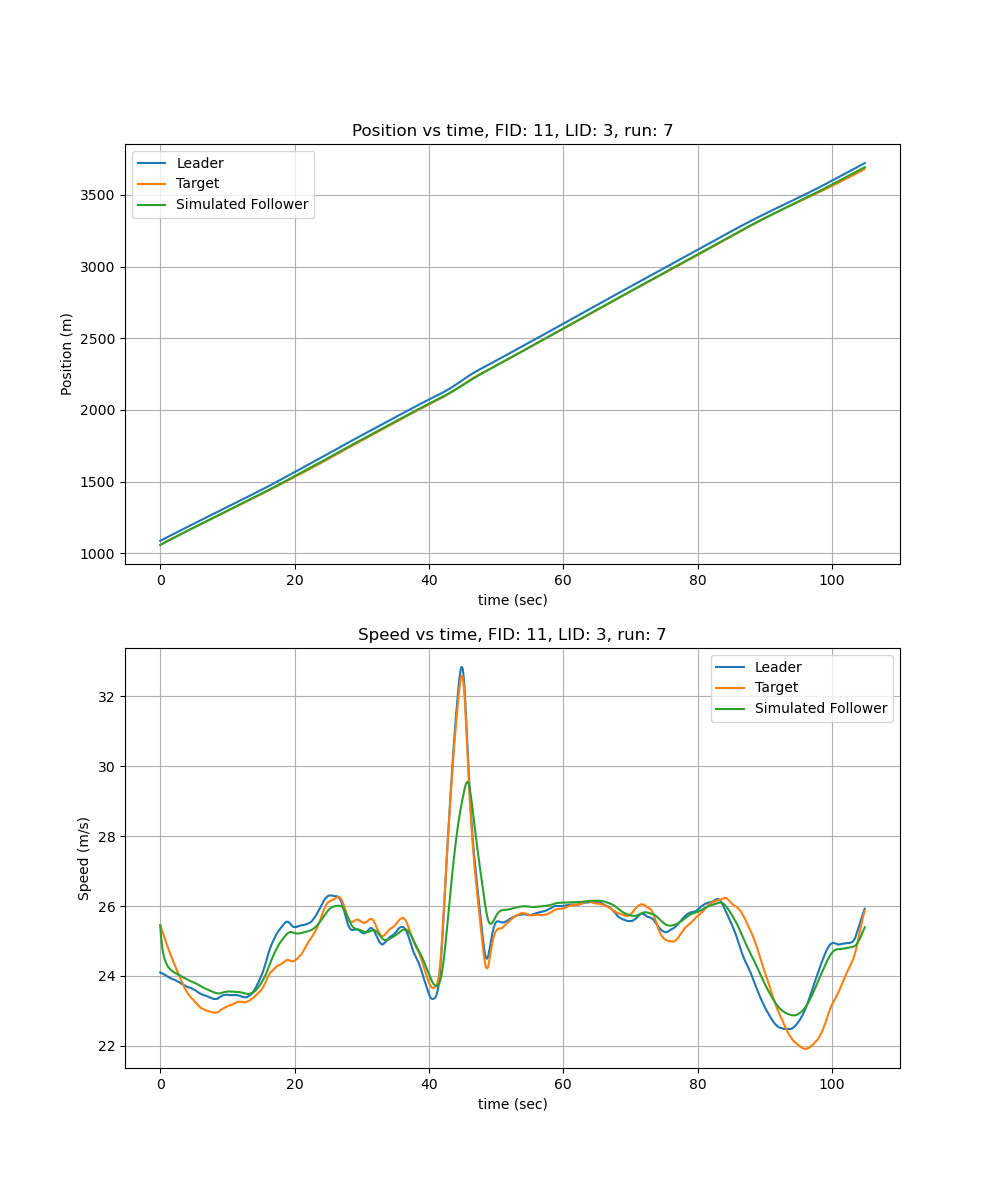 Position vs time, FID: 11, LID: 3, run: 7
Leader
Target
Simulated Follower
3500
3000
2500
2000
1500
1000
Position (m)
0 20 40 60 80 100
time (sec)
Speed vs time, FID: 11, LID: 3, run: 7
Leader
Target
Simulated Follower
32
30
28
26
24
22
Speed (m/s)
0 20 40 60 80 100
time (sec)